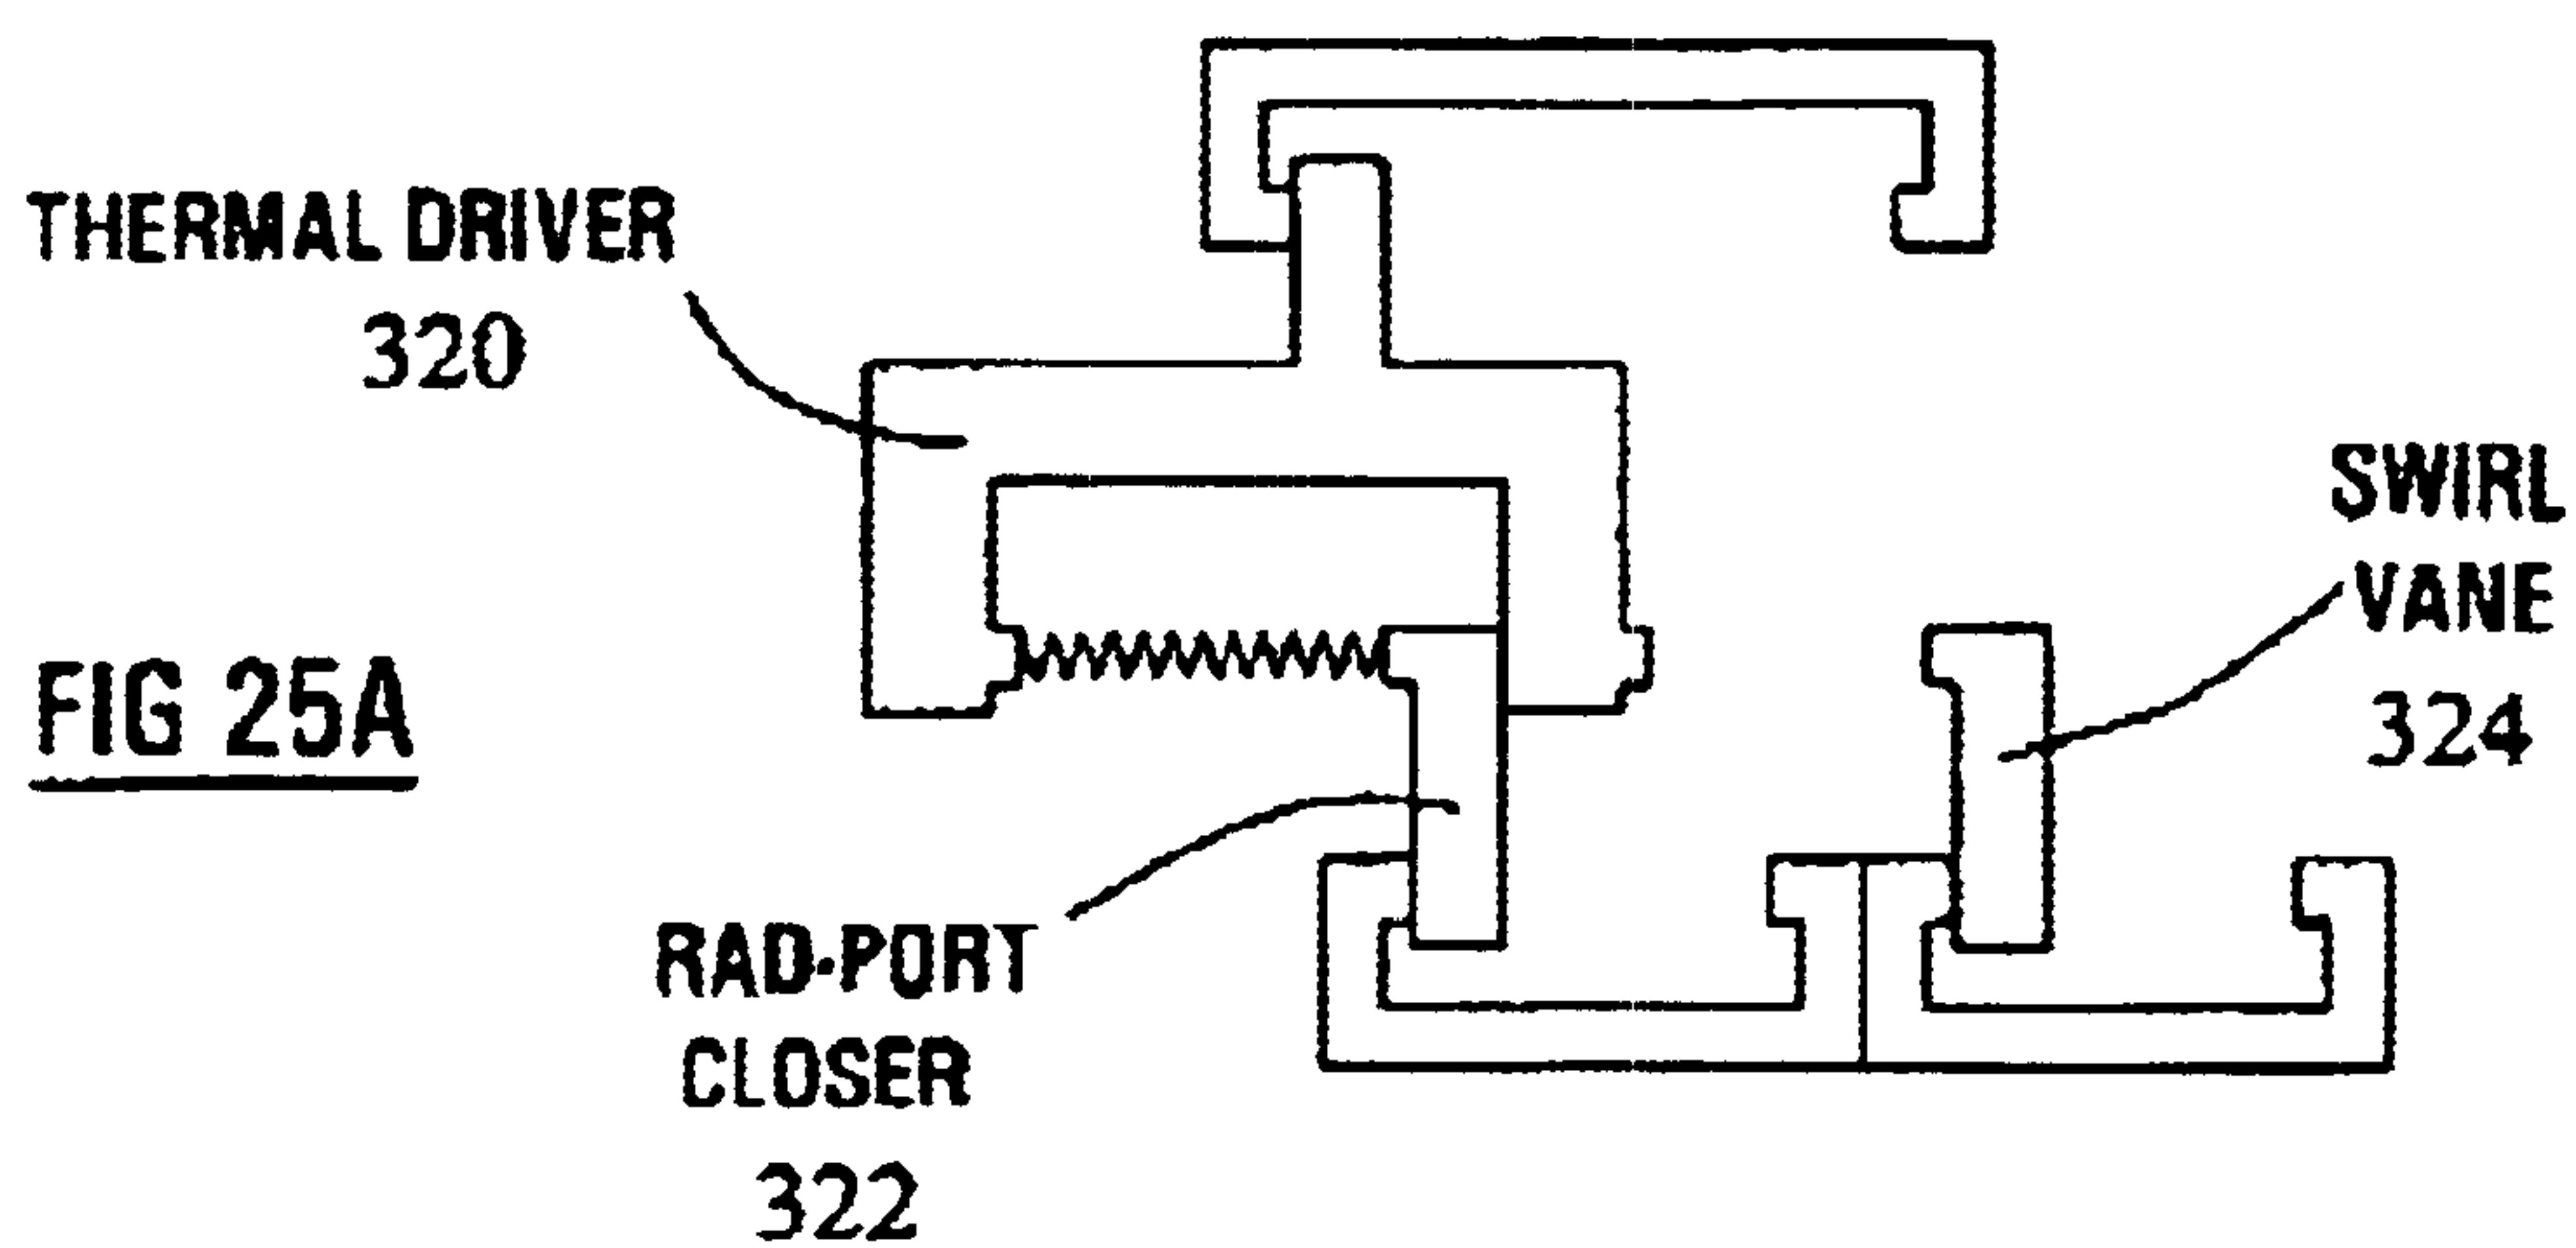 THERMAL DRIVER
320
SWIRL
VANE
324
FIG 25A
RAD-PORT
CLOSER
322